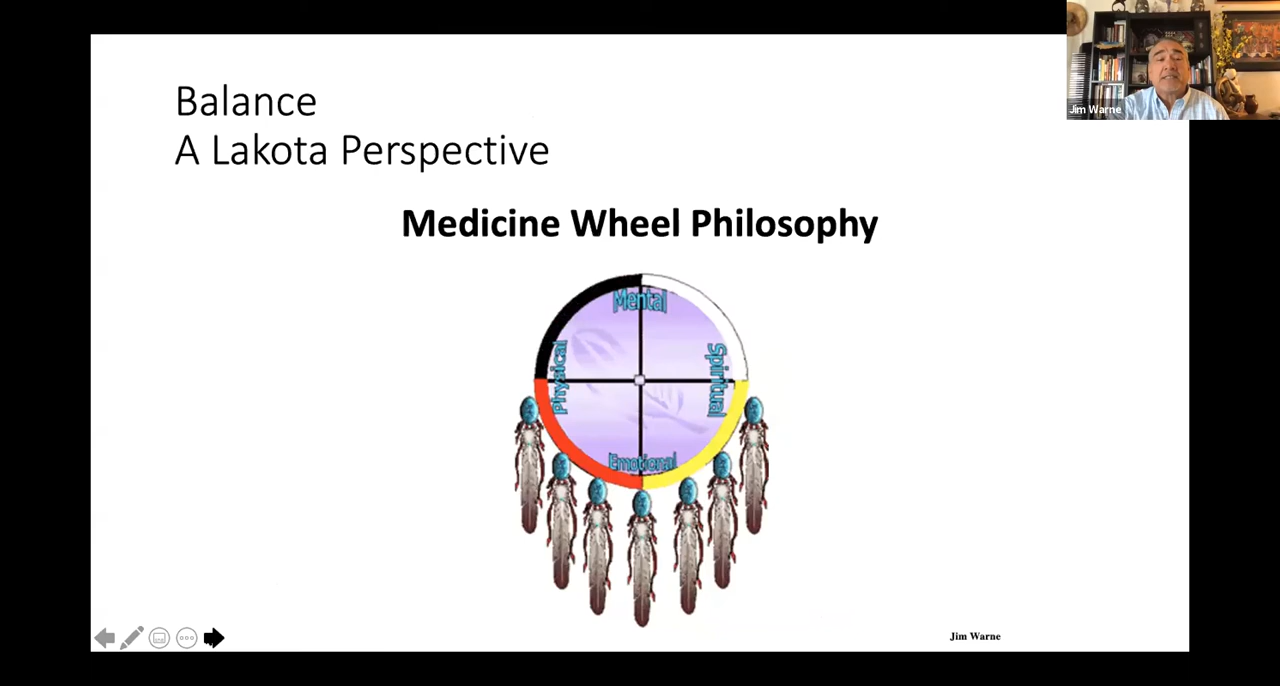 Balance
A Lakota Perspective
Medicine Wheel Philosophy
Mental
Physical
Spiritual
Emotional
Jim Warne
Jim Warne